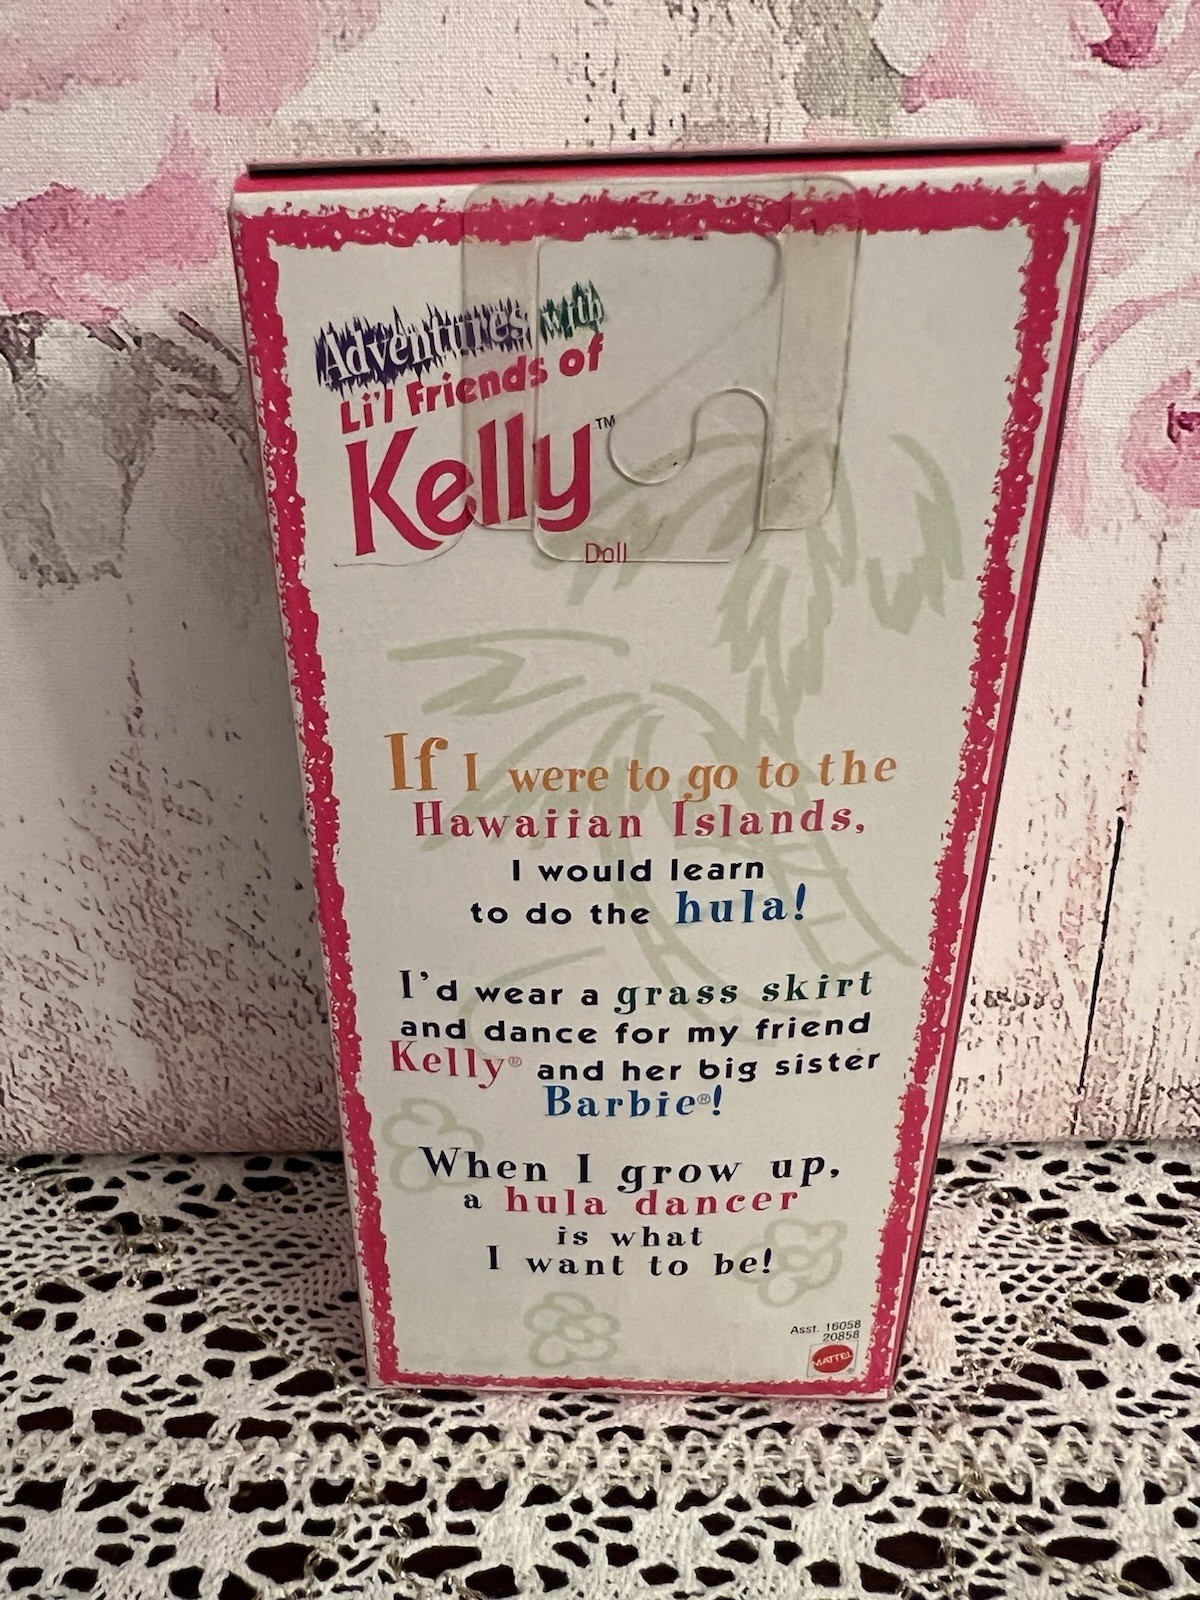 Adventures with
Li'l Friends of
Kelly™
Doll
If I were to go to the
Hawaiian Islands,
I would learn
to do the hula!
I'd wear a grass skirt
and dance for my friend
Kelly® and her big sister
Barbie®!
When I grow up,
a hula dancer
is what
I want to be!
Asst. 16058
20858
MATTEL